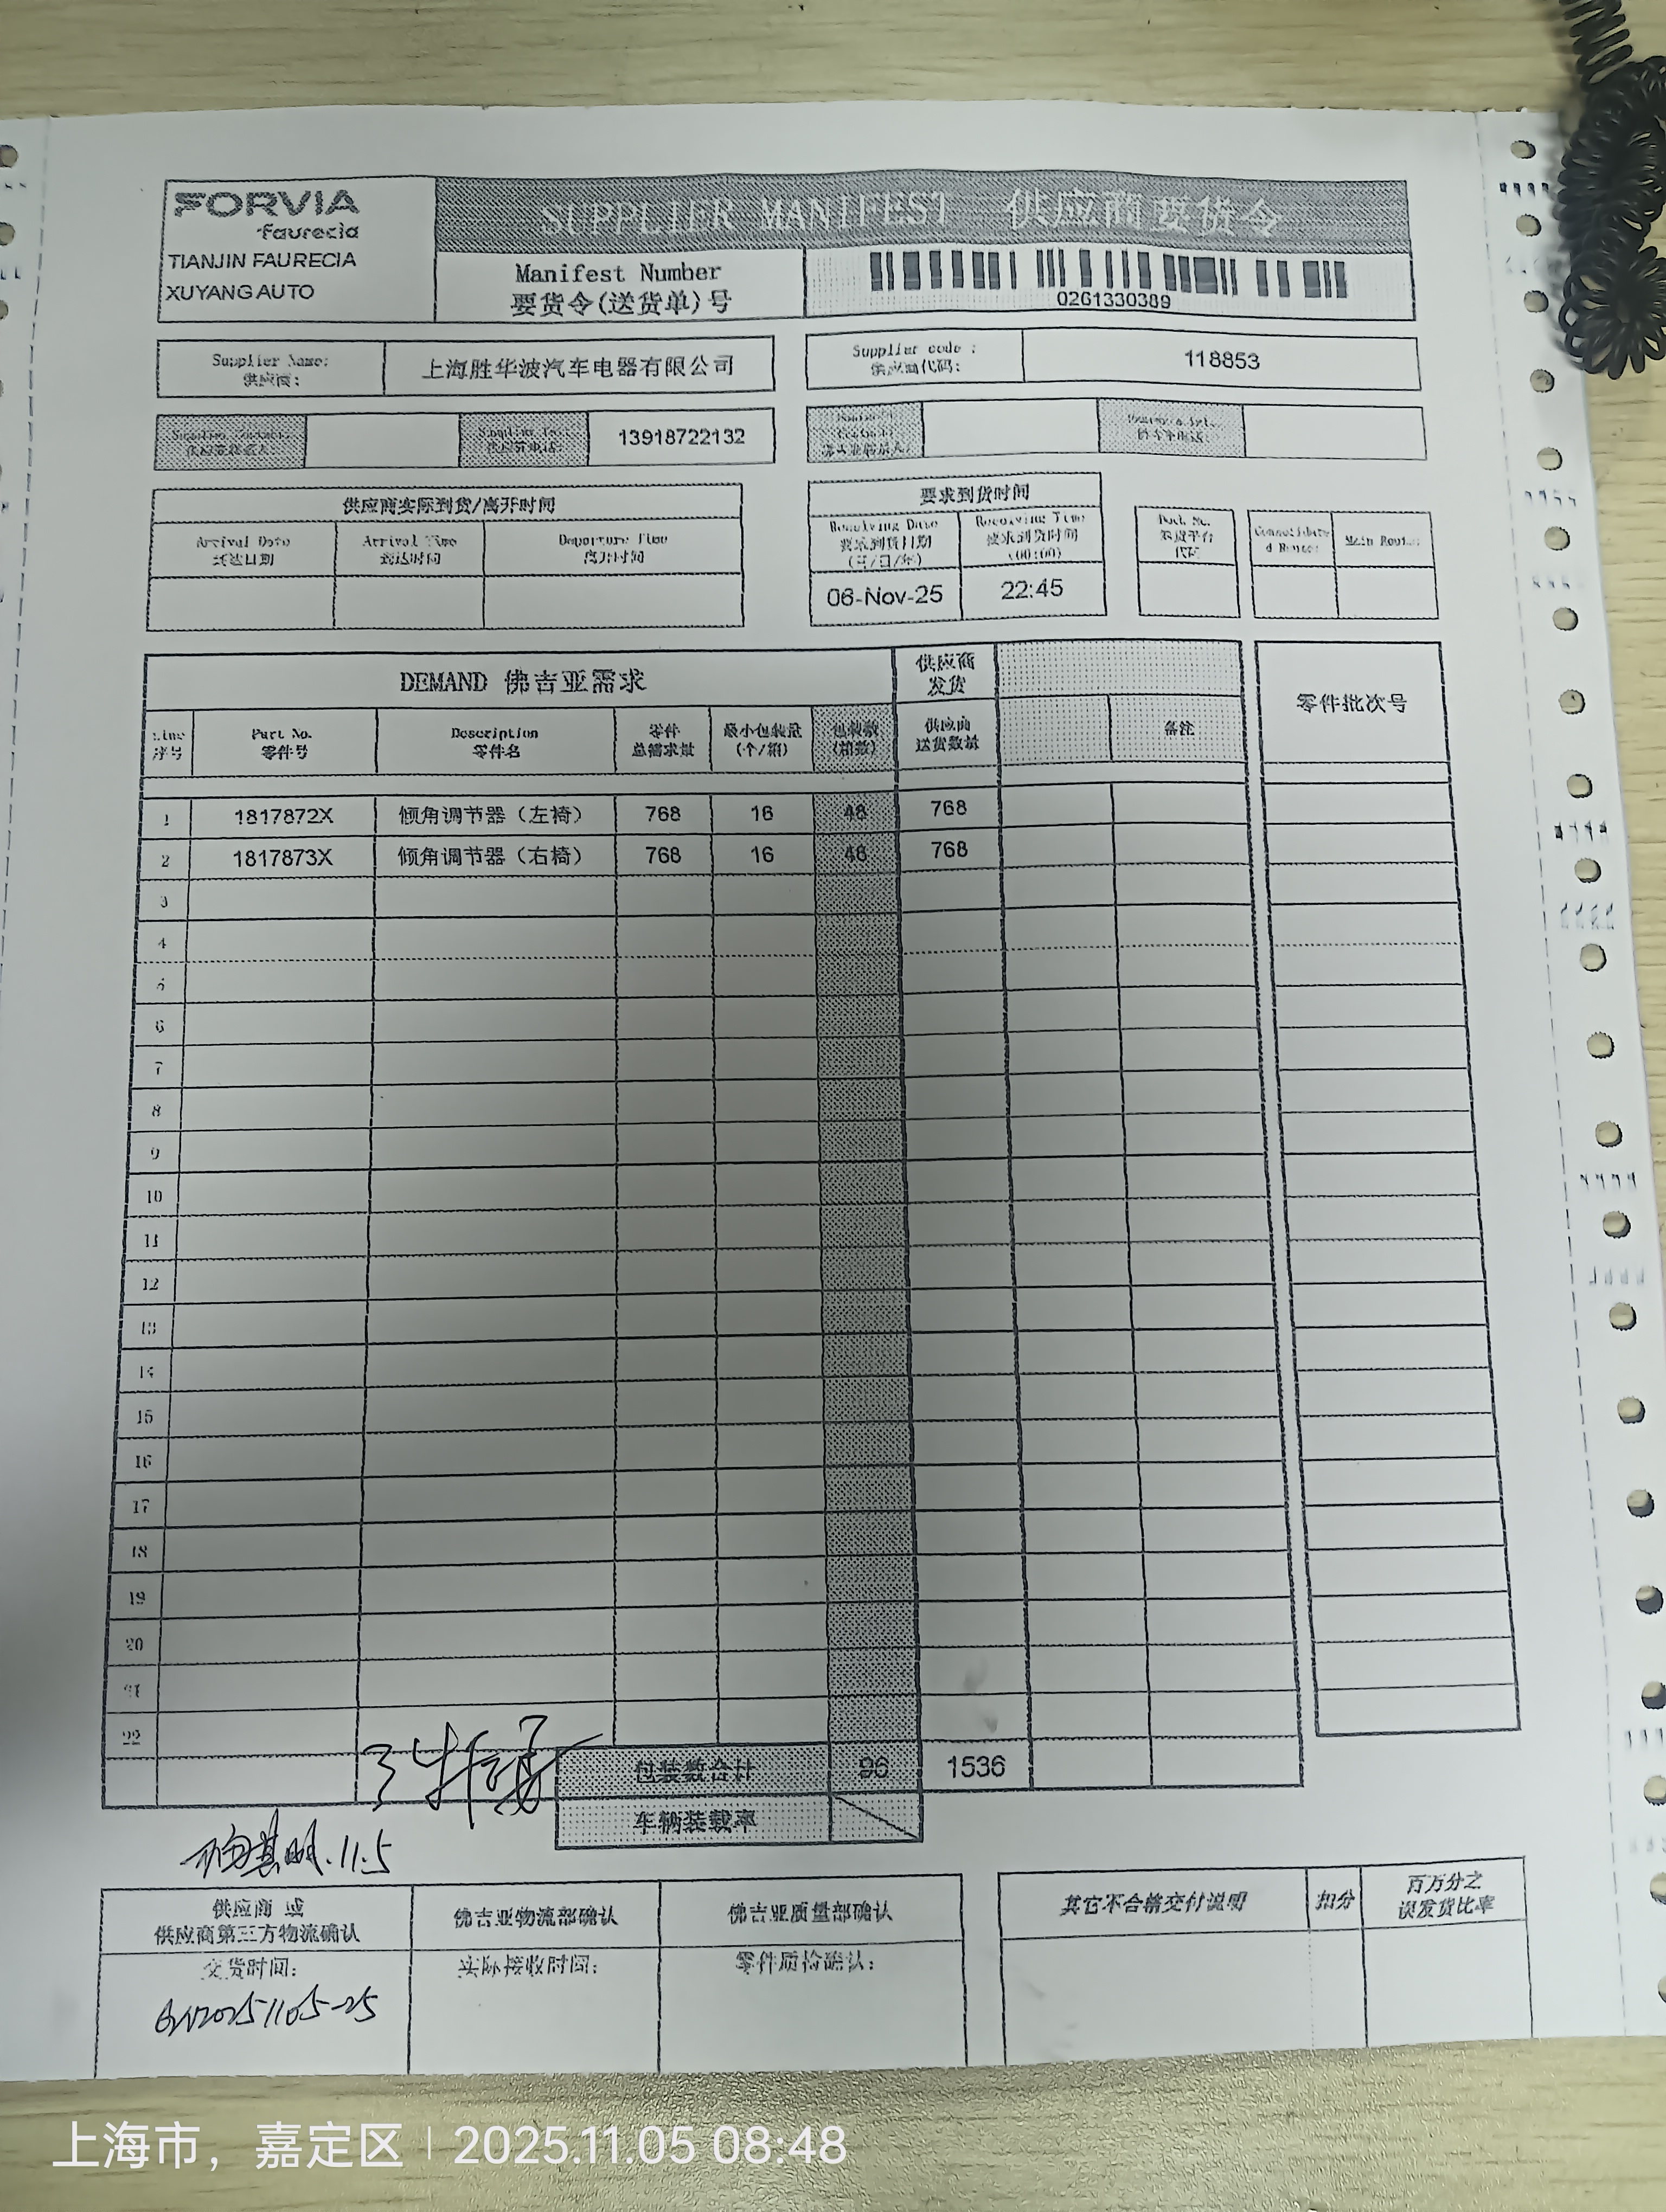 FORVIA
faurecia
TIANJIN FAURECIA
XUYANG AUTO
SUPPLIER MANIFEST 供应商要货令
Manifest Number
要货令(送货单)号
0261330389
Supplier Name:
供应商:
上海胜华波汽车电器有限公司
Supplier code :
供应商代码:
118853
13918722132
供应商实际到货/离开时间
Arrival Date
到达日期
Arrival Time
到达时间
Departure Time
离开时间
要求到货时间
Receiving Date
要求到货日期
(月/日/年)
Receiving Time
要求到货时间
(00:00)
06-Nov-25
22:45
Dock No.
Main Route:
DEMAND 佛吉亚需求
供应商
发货
零件批次号
Line
序号
Part No.
零件号
Description
零件名
零件
总需求量
最小包装量
(个/箱)
包装数
(箱数)
供应商
送货数量
备注
1 1817872X 倾角调节器（左椅） 768 16 48 768
2 1817873X 倾角调节器（右椅） 768 16 48 768
3
4
5
6
7
8
9
10
11
12
13
14
15
16
17
18
19
20
21
22
包装数合计 96 1536
车辆装载率
11.5
供应商 或
供应商第三方物流确认
佛吉亚物流部确认
佛吉亚质量部确认
其它不合格交付说明
扣分
百万分之
误发货比率
交货时间:
实际接收时间:
零件质检确认:
20251105-25
上海市，嘉定区 | 2025.11.05 08:48